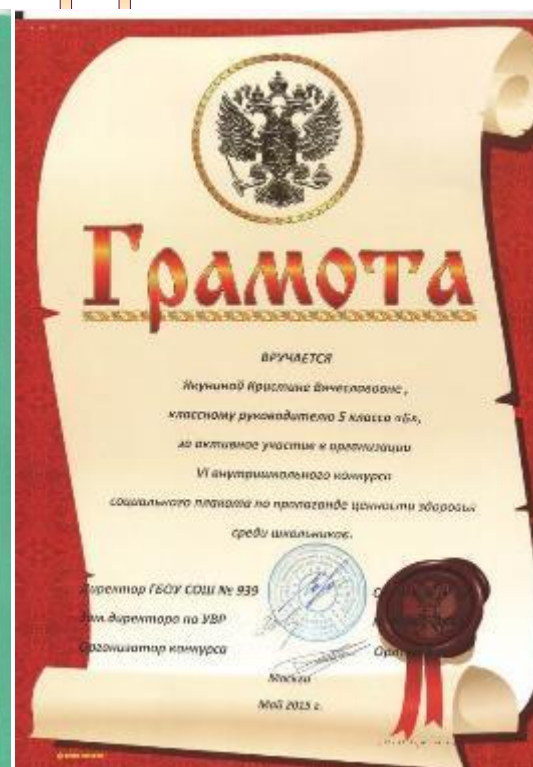 Грамота
ВРУЧАЕТСЯ
Якуниной Кристине Вячеславовне,
классному руководителю 5 класса «Б»,
за активное участие в организации
VI внутришкольного конкурса
социального плаката по пропаганде ценности здоровья
среди школьников.
Директор ГБОУ СОШ № 939
Зам.директора по УВР
Организатор конкурса
Москва
Май 2015 г.